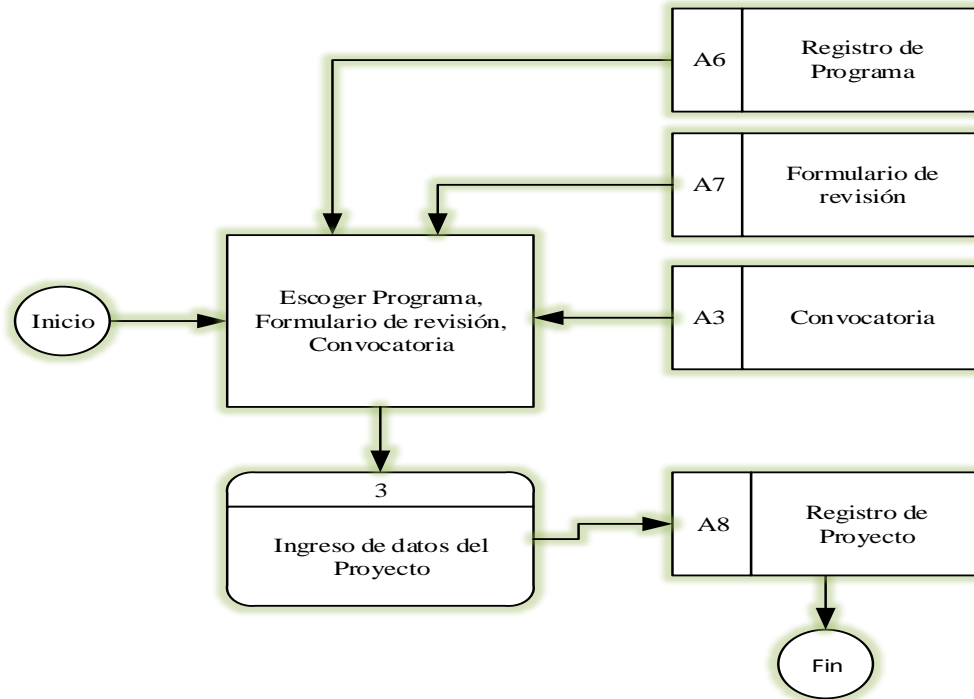 A6
Registro de
Programa
A7
Formulario de
revisión
Inicio
Escoger Programa,
Formulario de revisión,
Convocatoria
A3
Convocatoria
3
Ingreso de datos del
Proyecto
A8
Registro de
Proyecto
Fin